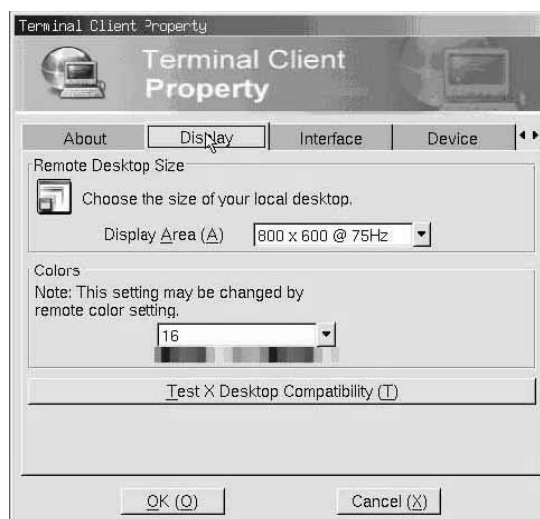 Terminal Client Property
Terminal Client
Property
About Display Interface Device
Remote Desktop Size
Choose the size of your local desktop.
Display Area (A) 800 x 600 @ 75Hz
Colors
Note: This setting may be changed by
remote color setting.
16
Test X Desktop Compatibility (T)
OK (O) Cancel (X)